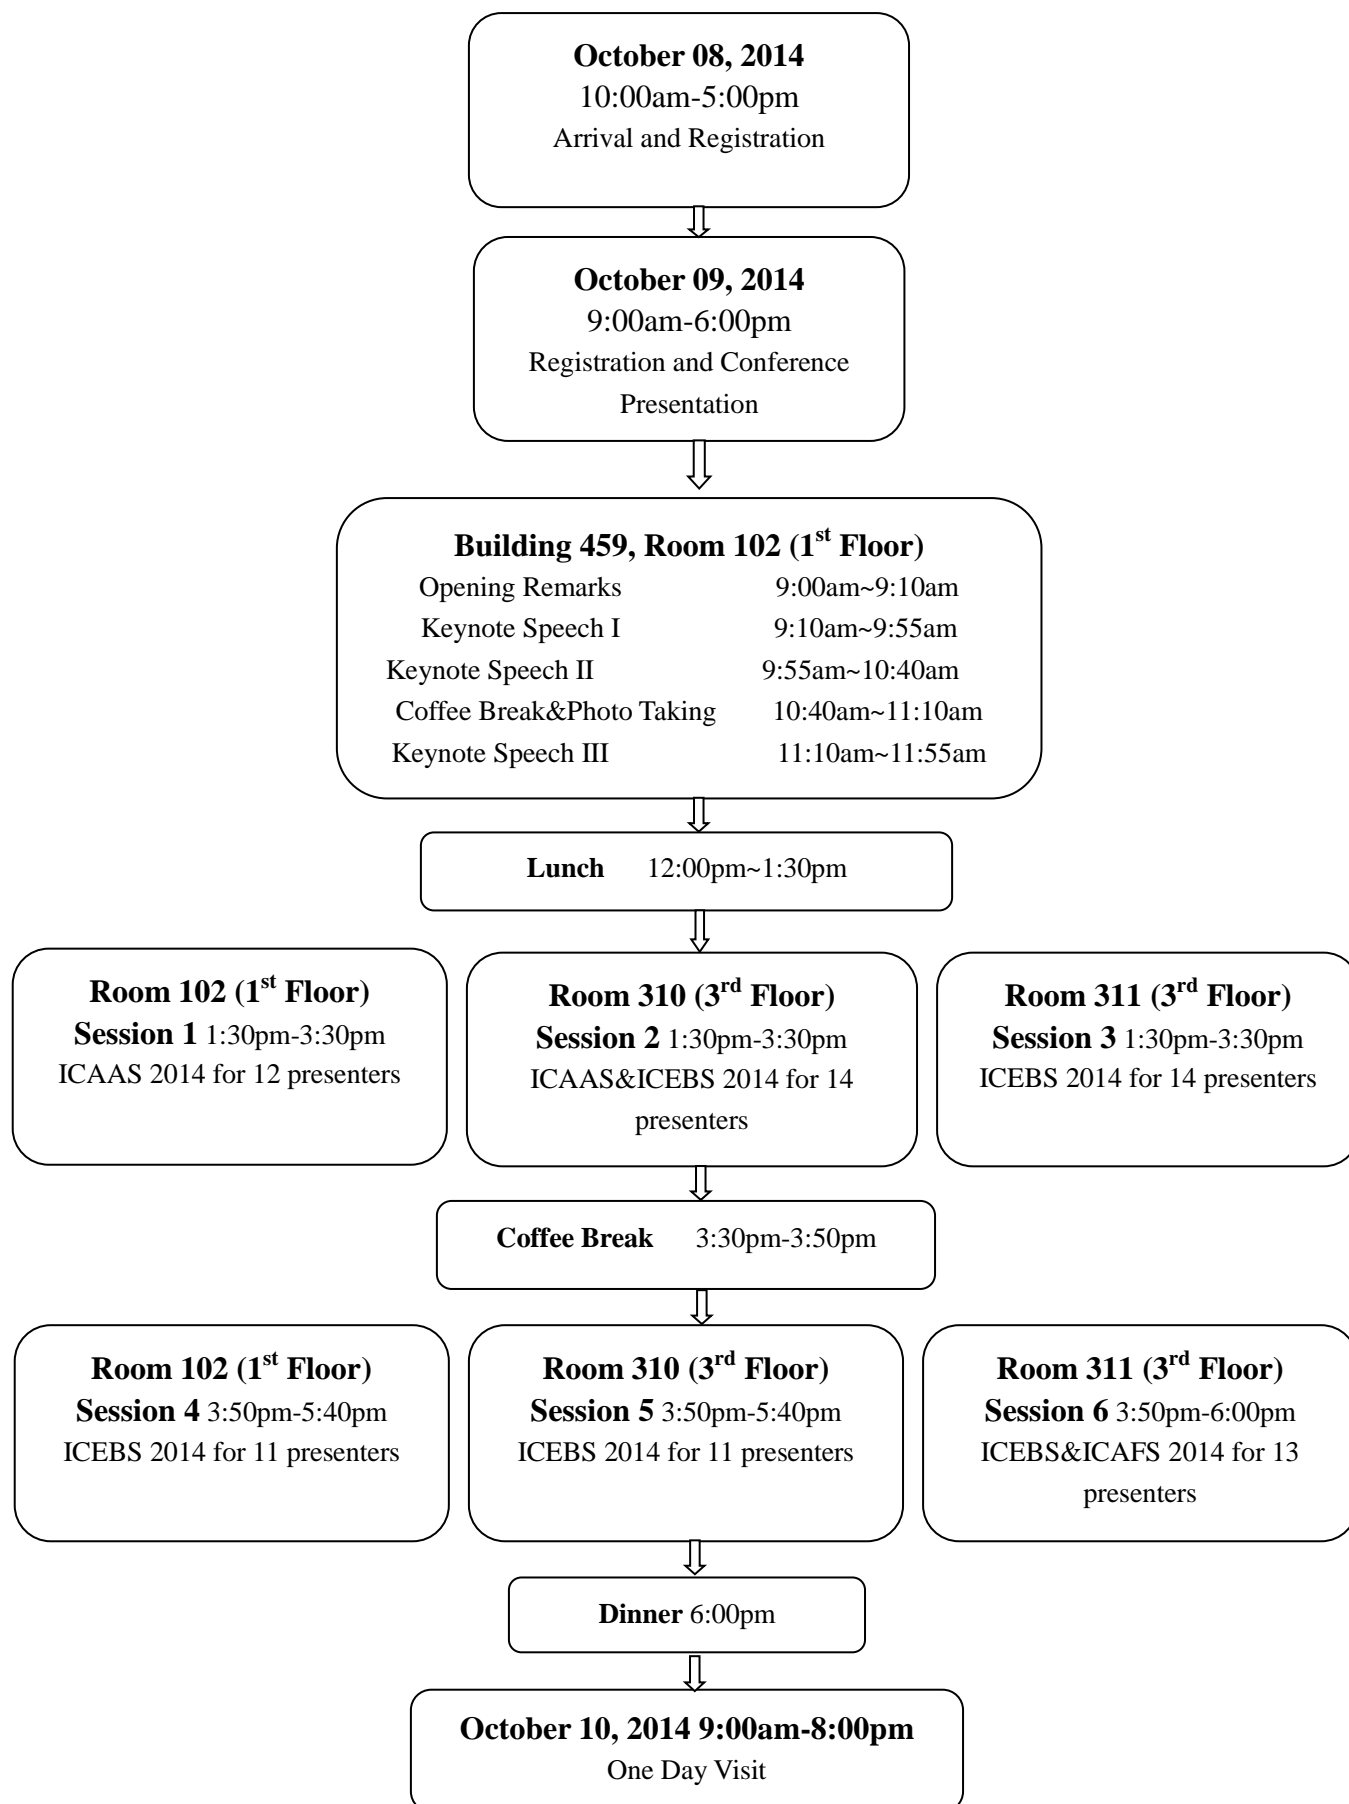 October 08, 2014
10:00am-5:00pm
Arrival and Registration
October 09, 2014
9:00am-6:00pm
Registration and Conference
Presentation
Building 459, Room 102 (1st Floor)
Opening Remarks 9:00am~9:10am
Keynote Speech I 9:10am~9:55am
Keynote Speech II 9:55am~10:40am
Coffee Break&Photo Taking 10:40am~11:10am
Keynote Speech III 11:10am~11:55am
Lunch 12:00pm~1:30pm
Room 102 (1st Floor)
Session 1 1:30pm-3:30pm
ICAAS 2014 for 12 presenters
Room 310 (3rd Floor)
Session 2 1:30pm-3:30pm
ICAAS&ICEBS 2014 for 14
presenters
Room 311 (3rd Floor)
Session 3 1:30pm-3:30pm
ICEBS 2014 for 14 presenters
Coffee Break 3:30pm-3:50pm
Room 102 (1st Floor)
Session 4 3:50pm-5:40pm
ICEBS 2014 for 11 presenters
Room 310 (3rd Floor)
Session 5 3:50pm-5:40pm
ICEBS 2014 for 11 presenters
Room 311 (3rd Floor)
Session 6 3:50pm-6:00pm
ICEBS&ICAFS 2014 for 13
presenters
Dinner 6:00pm
October 10, 2014 9:00am-8:00pm
One Day Visit